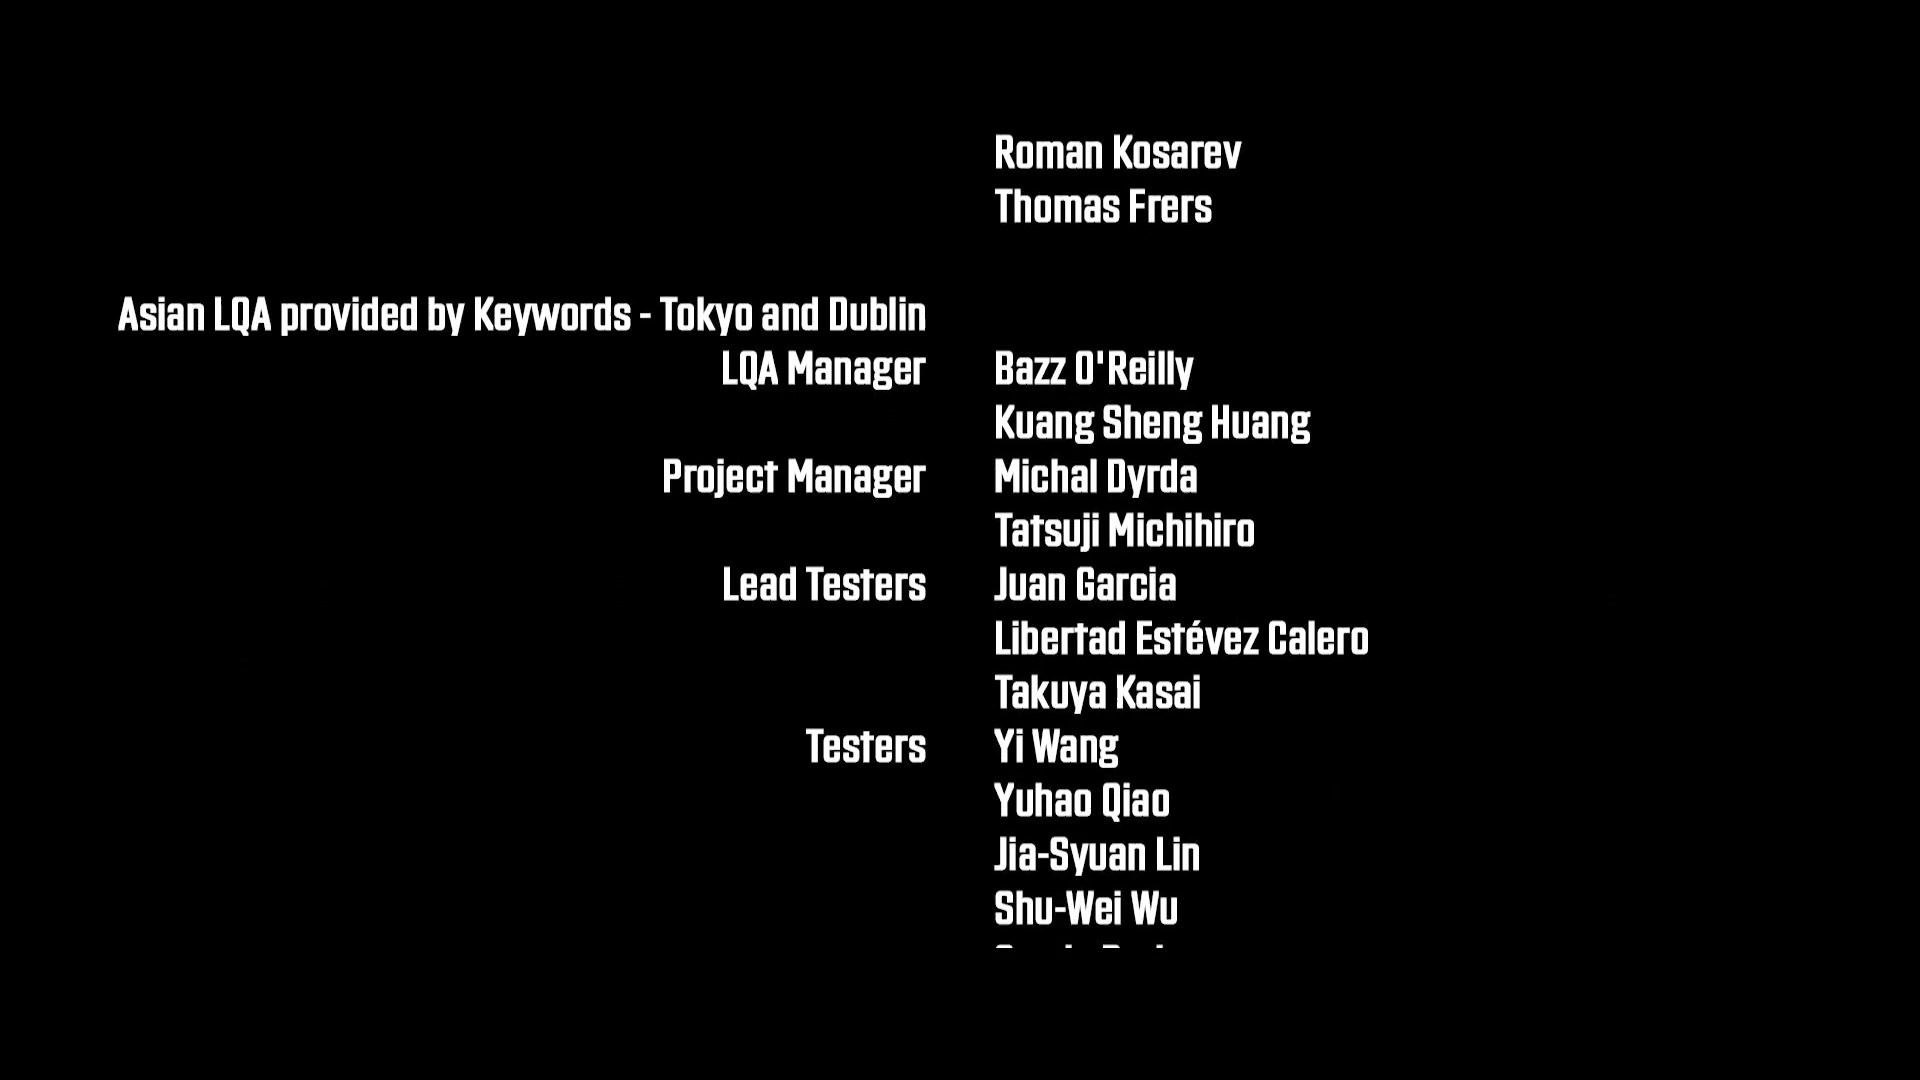 Roman Kosarev
Thomas Frers
Asian LQA provided by Keywords - Tokyo and Dublin
LQA Manager Bazz O'Reilly
Kuang Sheng Huang
Project Manager Michal Dyrda
Tatsuji Michihiro
Lead Testers Juan Garcia
Libertad Estévez Calero
Takuya Kasai
Testers Yi Wang
Yuhao Qiao
Jia-Syuan Lin
Shu-Wei Wu